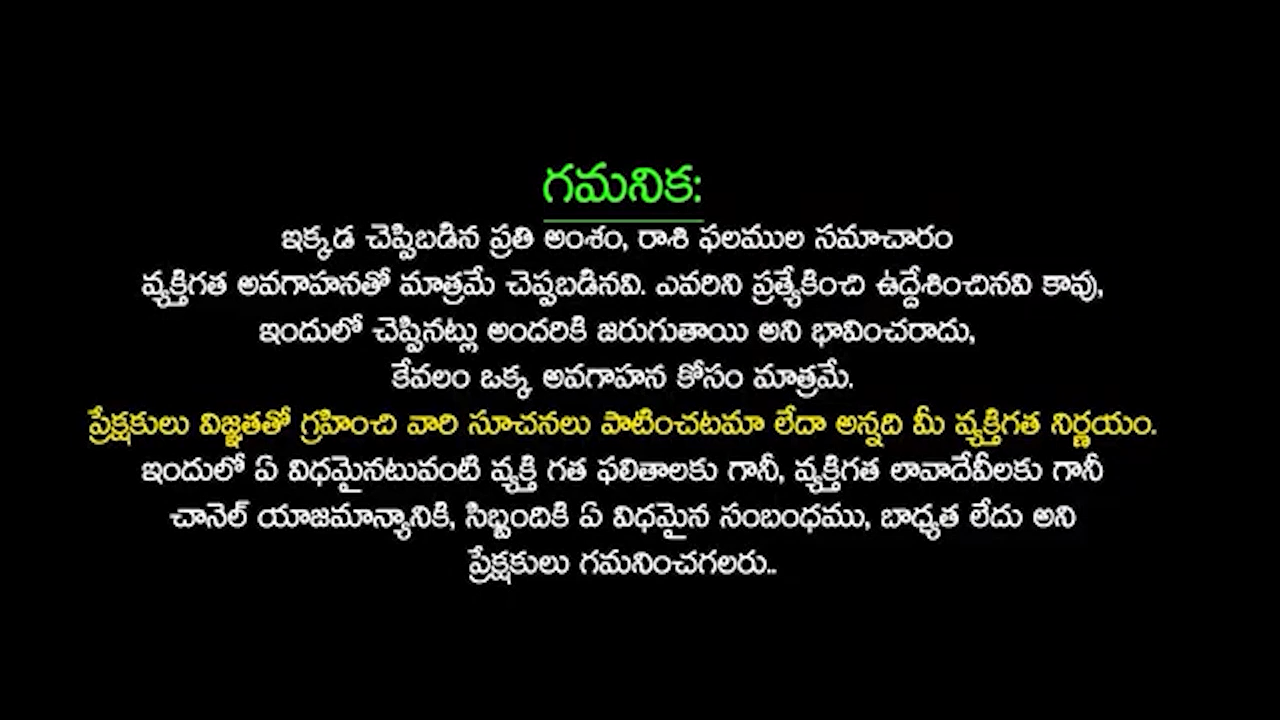 గమనిక:
ఇక్కడ చెప్పిబడిన ప్రతి అంశం, రాశి ఫలముల సమాచారం
వ్యక్తిగత అవగాహనతో మాత్రమే చెప్పబడినవి. ఎవరిని ప్రత్యేకించి ఉద్దేశించినవి కావు,
ఇందులో చెప్పినట్లు అందరికి జరుగుతాయి అని భావించరాదు,
కేవలం ఒక్క అవగాహన కోసం మాత్రమే.
ప్రేక్షకులు విజ్ఞతతో గ్రహించి వారి సూచనలు పాటించటమా లేదా అన్నది మీ వ్యక్తిగత నిర్ణయం.
ఇందులో ఏ విధమైనటువంటి వ్యక్తి గత ఫలితాలకు గానీ, వ్యక్తిగత లావాదేవీలకు గానీ
చానెల్ యాజమాన్యానికి, సిబ్బందికి ఏ విధమైన సంబంధము, బాధ్యత లేదు అని
ప్రేక్షకులు గమనించగలరు..